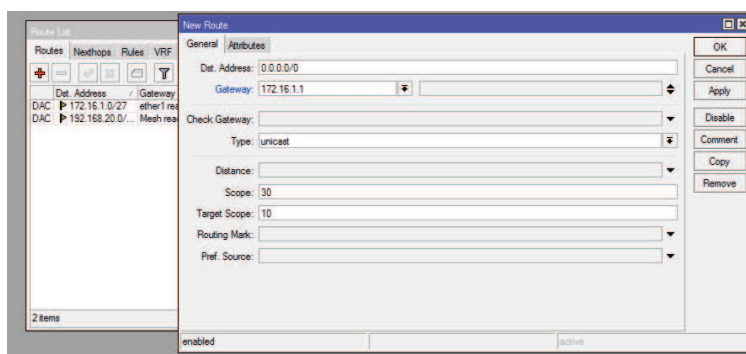 Route List
Routes Nexthops Rules VRF
Dst. Address Gateway
DAC 172.16.1.0/27 ether1 rea
DAC 192.168.20.0/... Mesh read
2 items
New Route
General Attributes
Dst. Address: 0.0.0.0/0
Gateway: 172.16.1.1
Check Gateway:
Type: unicast
Distance:
Scope: 30
Target Scope: 10
Routing Mark:
Pref. Source:
enabled
active
OK
Cancel
Apply
Disable
Comment
Copy
Remove